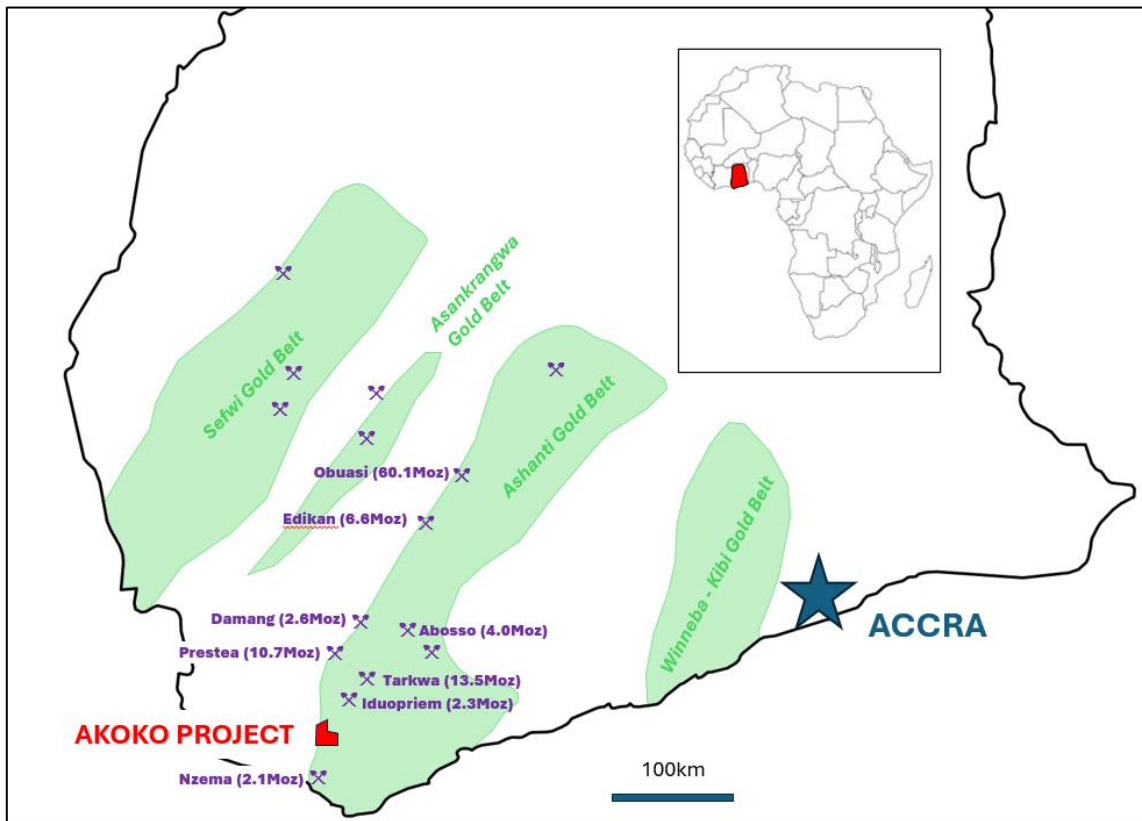 Asankrangwa
Gold Belt
Sefwi Gold Belt
Ashanti Gold Belt
Obuasi (60.1Moz)
Edikan (6.6Moz)
Winneba - Kibi Gold Belt
Damang (2.6Moz)
Abosso (4.0Moz)
ACCRA
Prestea (10.7Moz)
Tarkwa (13.5Moz)
Iduopriem (2.3Moz)
AKOKO PROJECT
Nzema (2.1Moz)
100km